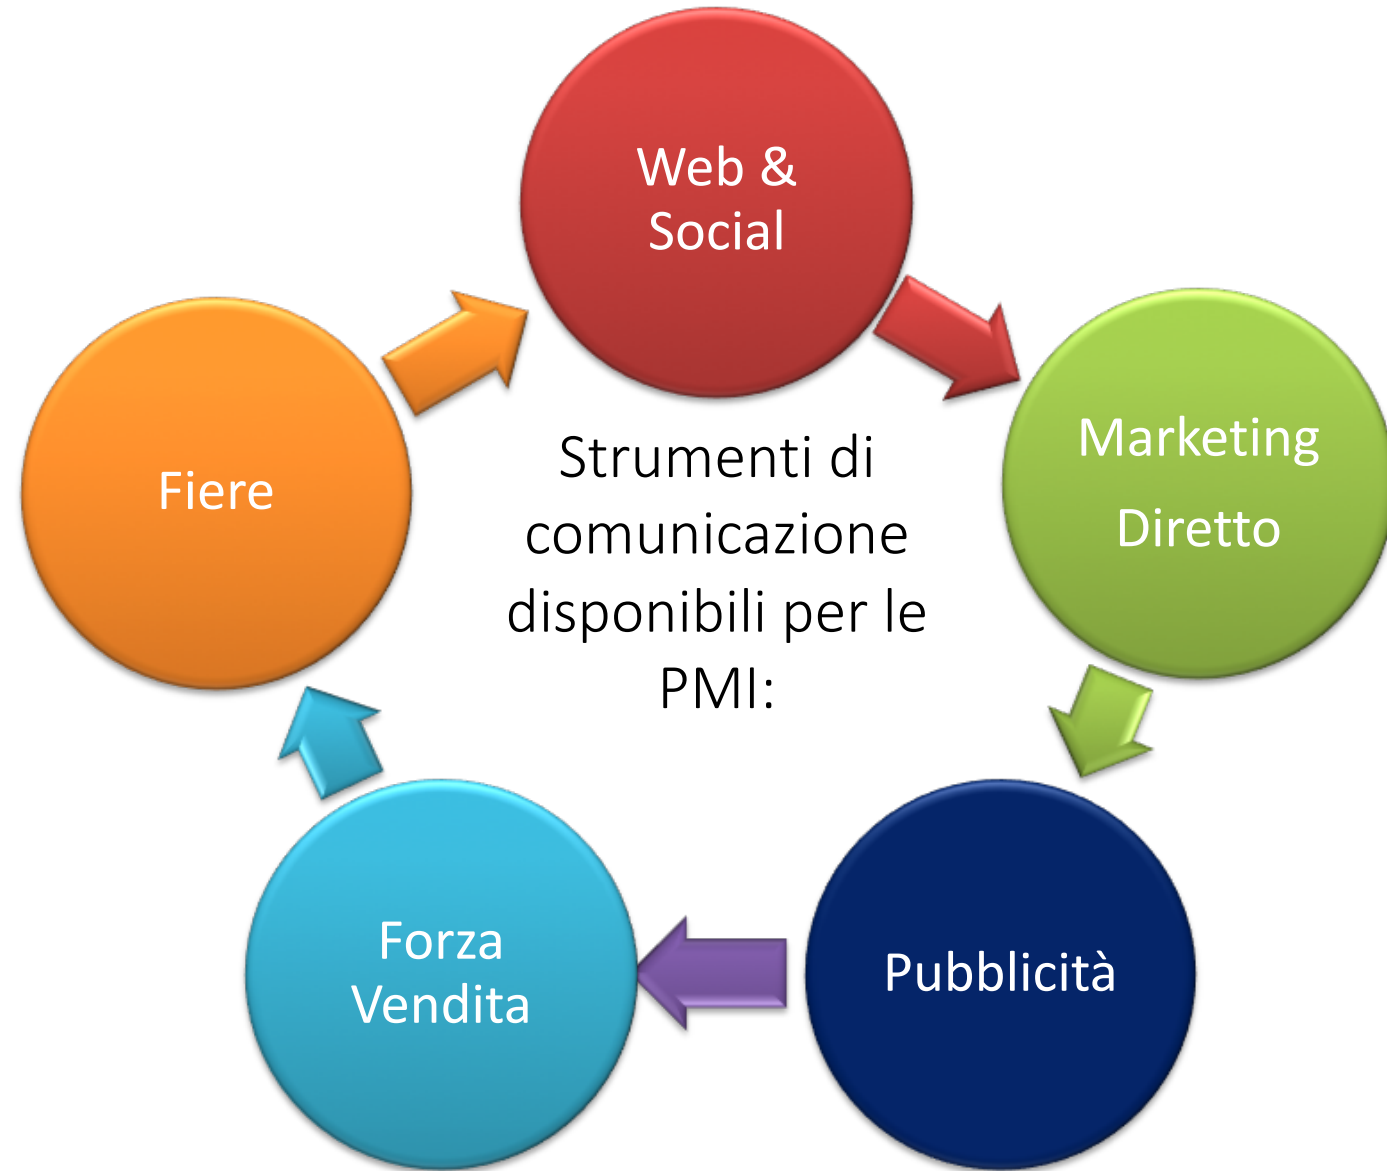 Web &
Social
Marketing
Diretto
Pubblicità
Forza
Vendita
Fiere
Strumenti di
comunicazione
disponibili per le
PMI: